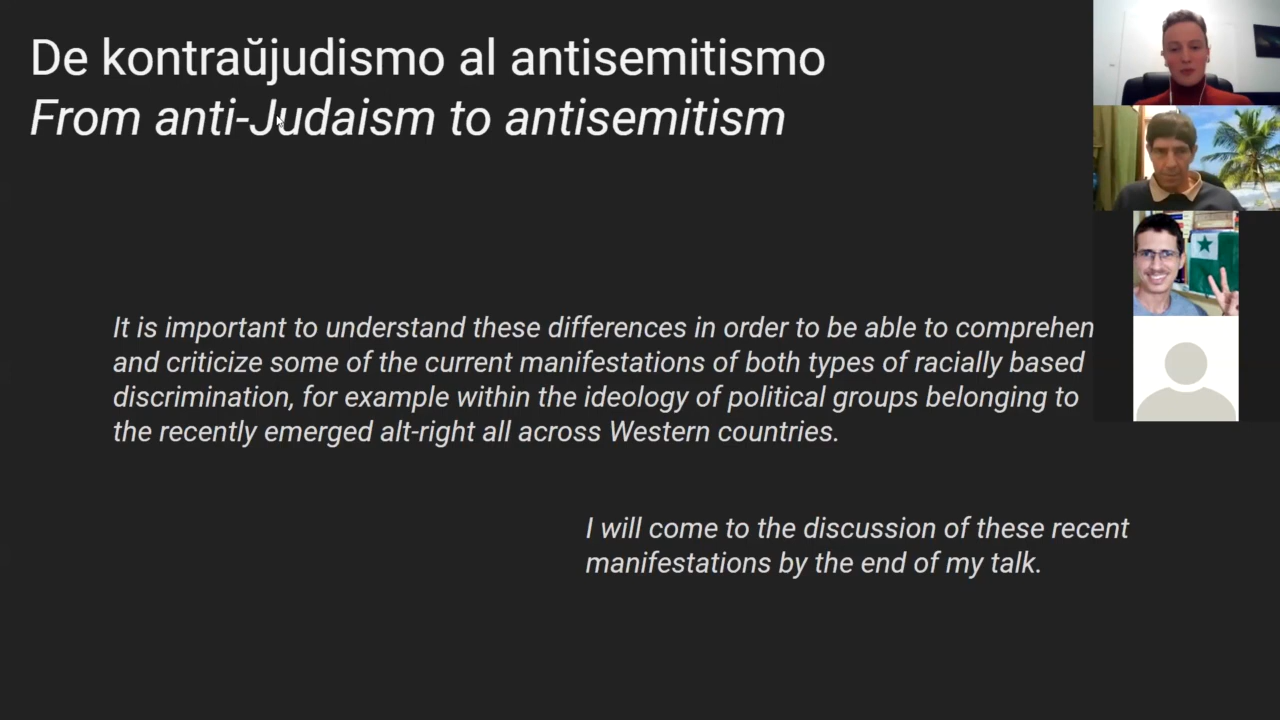 De kontraŭjudismo al antisemitismo
From anti-Judaism to antisemitism
It is important to understand these differences in order to be able to comprehen
and criticize some of the current manifestations of both types of racially based
discrimination, for example within the ideology of political groups belonging to
the recently emerged alt-right all across Western countries.
I will come to the discussion of these recent
manifestations by the end of my talk.